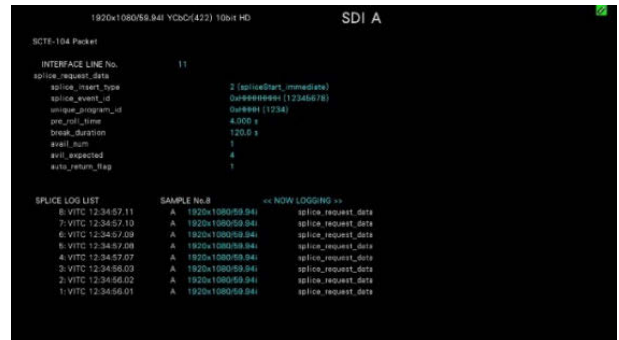 1920x1080/59.94I YCbCr(422) 10bit HD SDI A
SCTE-104 Packet
INTERFACE LINE No. 11
splice_request_data
splice_insert_type 2 (spliceStart_immediate)
splice_event_id (12345678)
unique_program_id (1234)
pre_roll_time 4.000 s
break_duration 120.0 s
avail_num 1
avil_expected 4
auto_return_flag 1
SPLICE LOG LIST SAMPLE No.8 << NOW LOGGING >>
8: VITC 12:34:57.11 A 1920x1080/59.94i splice_request_data
7: VITC 12:34:57.10 A 1920x1080/59.94i splice_request_data
6: VITC 12:34:57.09 A 1920x1080/59.94i splice_request_data
5: VITC 12:34:57.08 A 1920x1080/59.94i splice_request_data
4: VITC 12:34:57.07 A 1920x1080/59.94i splice_request_data
3: VITC 12:34:56.03 A 1920x1080/59.94i splice_request_data
2: VITC 12:34:56.02 A 1920x1080/59.94i splice_request_data
1: VITC 12:34:56.01 A 1920x1080/59.94i splice_request_data